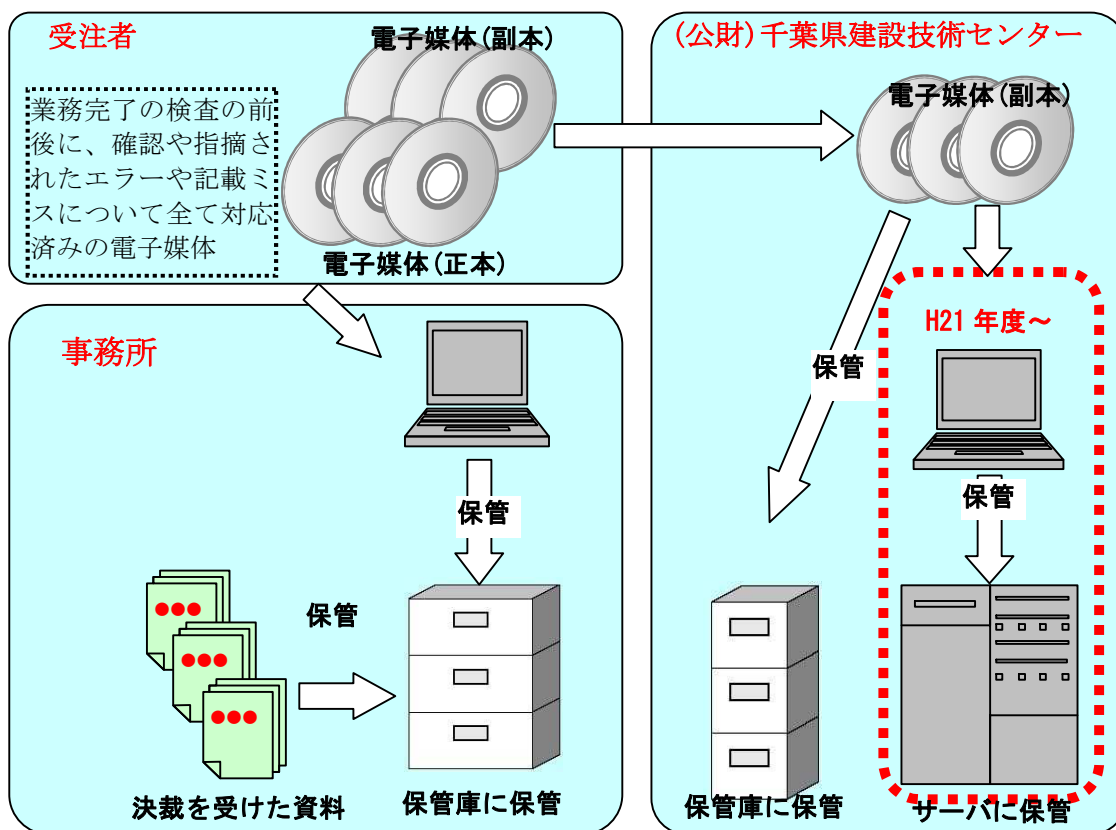 受注者
電子媒体(副本)
業務完了の検査の前
後に、確認や指摘さ
れたエラーや記載ミ
スについて全て対応
済みの電子媒体
電子媒体(正本)
事務所
保管
保管
決裁を受けた資料
保管庫に保管
(公財)千葉県建設技術センター
電子媒体(副本)
H21 年度~
保管
保管
保管庫に保管
サーバに保管